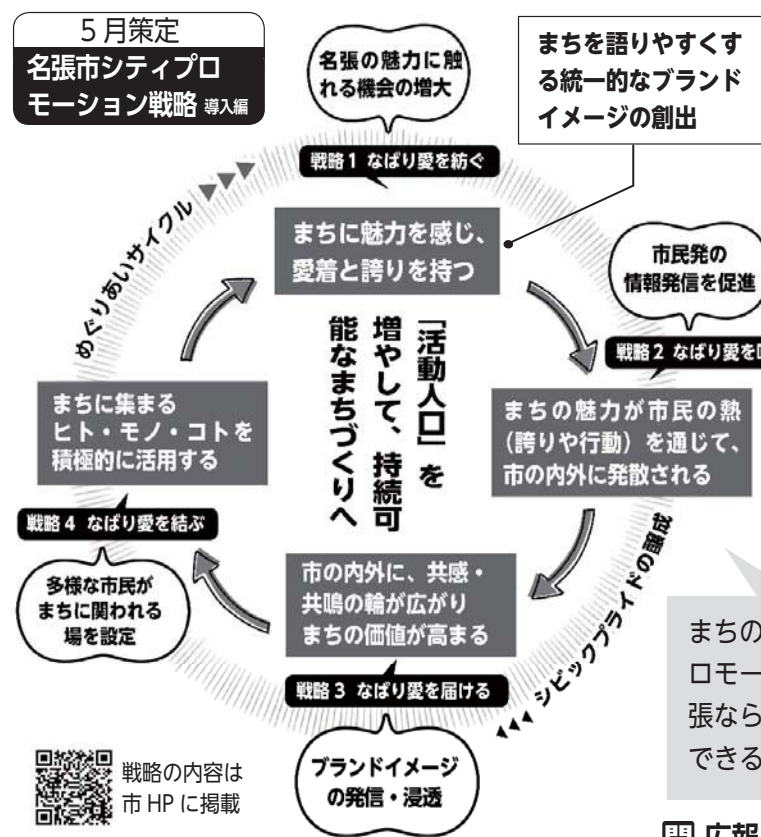 5月策定
名張市シティプロ
モーション戦略 導入編
名張の魅力に触
れる機会の増大
まちを語りやすくす
る統一的なブランド
イメージの創出
戦略1 なばり愛を紡ぐ
まちに魅力を感じ、
愛着と誇りを持つ
市民発の
情報発信を促進
戦略2 なばり愛を
まちの魅力が市民の熱
（誇りや行動）を通じて、
市の内外に発散される
シビックプライドの醸成
市の内外に、共感・
共鳴の輪が広がり
まちの価値が高まる
戦略3 なばり愛を届ける
ブランドイメージ
の発信・浸透
まちに集まる
ヒト・モノ・コトを
積極的に活用する
戦略4 なばり愛を結ぶ
多様な市民が
まちに関われる
場を設定
めぐりあいサイクル
「活動人口」を
増やして、持続可
能なまちづくりへ
まちの
ロモー
張なら
できる
戦略の内容は
市HPに掲載
問 広報